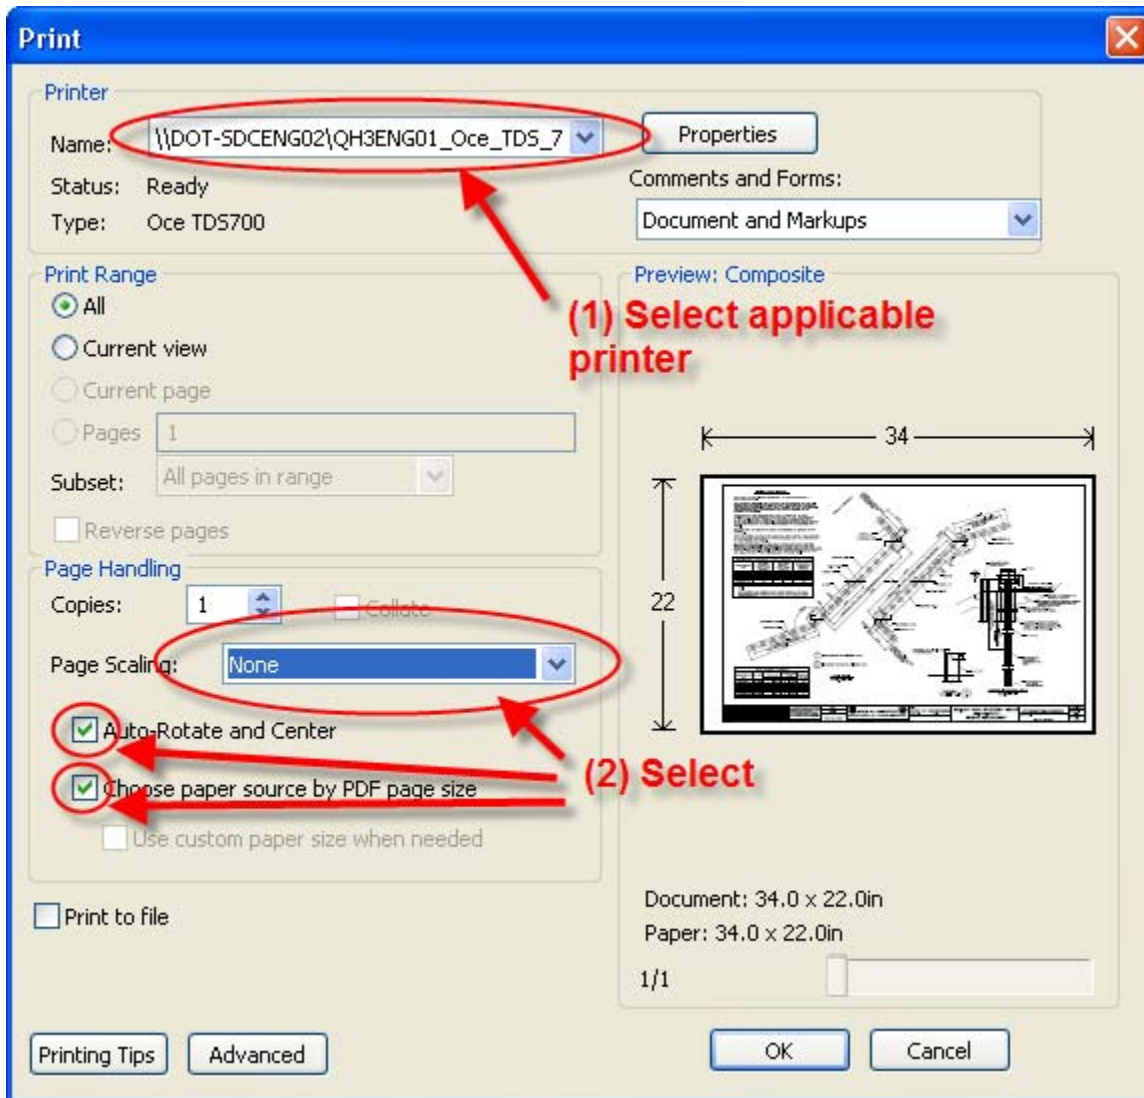 Print
Printer
Name: \\DOT-SDCENG02\QH3ENG01_Oce_TDS_7
Properties
Status: Ready
Comments and Forms:
Type: Oce TDS700
Document and Markups
Print Range
All
Current view
Current page
Pages 1
Subset: All pages in range
Reverse pages
Preview: Composite
(1) Select applicable
printer
34
22
Page Handling
Copies: 1 Collate
Page Scaling: None
Auto-Rotate and Center
Choose paper source by PDF page size
(2) Select
Use custom paper size when needed
Print to file
Document: 34.0 x 22.0in
Paper: 34.0 x 22.0in
1/1
Printing Tips
Advanced
OK
Cancel